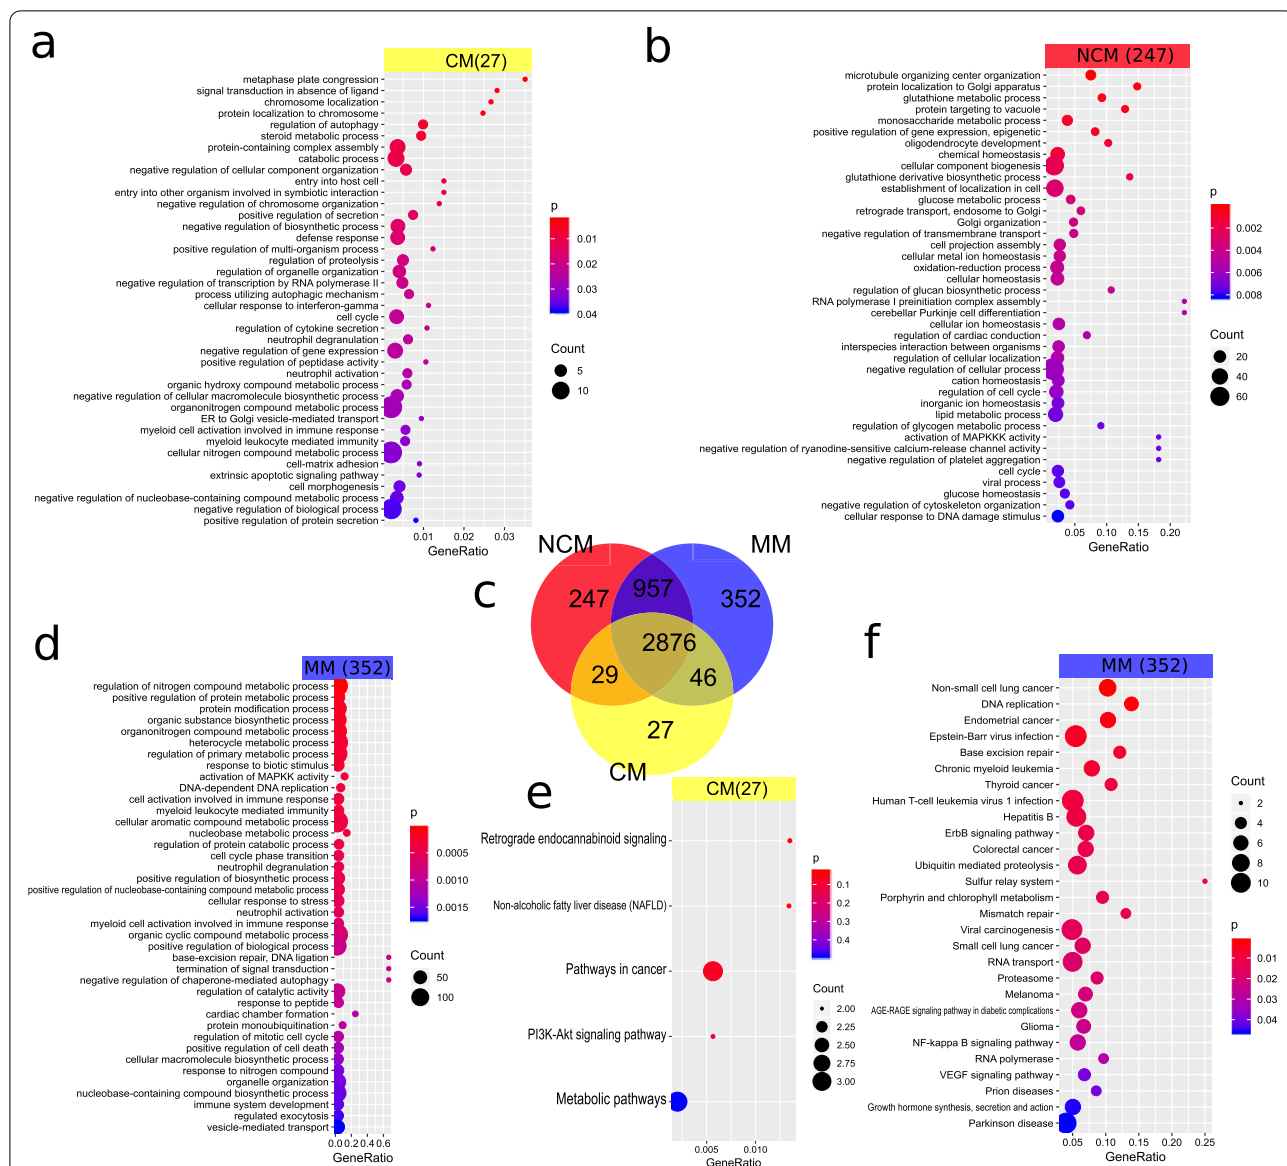 a
CM(27)
metaphase plate congression
signal transduction in absence of ligand
chromosome localization
protein localization to chromosome
regulation of autophagy
steroid metabolic process
protein-containing complex assembly
catabolic process
negative regulation of cellular component organization
entry into host cell
entry into other organism involved in symbiotic interaction
negative regulation of chromosome organization
positive regulation of secretion
negative regulation of biosynthetic process
defense response
positive regulation of multi-organism process
regulation of proteolysis
regulation of organelle organization
negative regulation of transcription by RNA polymerase II
process utilizing autophagic mechanism
cellular response to interferon-gamma
cell cycle
regulation of cytokine secretion
neutrophil degranulation
negative regulation of gene expression
positive regulation of peptidase activity
neutrophil activation
organic hydroxy compound metabolic process
negative regulation of cellular macromolecule biosynthetic process
organonitrogen compound metabolic process
ER to Golgi vesicle-mediated transport
myeloid cell activation involved in immune response
myeloid leukocyte mediated immunity
cellular nitrogen compound metabolic process
cell-matrix adhesion
extrinsic apoptotic signaling pathway
cell morphogenesis
negative regulation of nucleobase-containing compound metabolic process
negative regulation of biological process
positive regulation of protein secretion
0.01 0.02 0.03
GeneRatio
p
0.01
0.02
0.03
0.04
Count
5
10
b
NCM (247)
microtubule organizing center organization
protein localization to Golgi apparatus
glutathione metabolic process
protein targeting to vacuole
monosaccharide metabolic process
positive regulation of gene expression, epigenetic
oligodendrocyte development
chemical homeostasis
cellular component biogenesis
glutathione derivative biosynthetic process
establishment of localization in cell
glucose metabolic process
retrograde transport, endosome to Golgi
Golgi organization
negative regulation of transmembrane transport
cell projection assembly
cellular metal ion homeostasis
oxidation-reduction process
cellular homeostasis
regulation of glucan biosynthetic process
RNA polymerase I preinitiation complex assembly
cerebellar Purkinje cell differentiation
cellular ion homeostasis
regulation of cardiac conduction
interspecies interaction between organisms
regulation of cellular localization
negative regulation of cellular process
cation homeostasis
regulation of cell cycle
inorganic ion homeostasis
lipid metabolic process
regulation of glycogen metabolic process
activation of MAPKKK activity
negative regulation of ryanodine-sensitive calcium-release channel activity
negative regulation of platelet aggregation
cell cycle
viral process
glucose homeostasis
negative regulation of cytoskeleton organization
cellular response to DNA damage stimulus
0.05 0.10 0.15 0.20
GeneRatio
p
0.002
0.004
0.006
0.008
Count
20
40
60
c
NCM
MM
247
957
352
2876
29
46
27
CM
d
MM (352)
regulation of nitrogen compound metabolic process
positive regulation of protein metabolic process
protein modification process
organic substance biosynthetic process
organonitrogen compound metabolic process
heterocycle metabolic process
regulation of primary metabolic process
response to biotic stimulus
activation of MAPKK activity
DNA-dependent DNA replication
cell activation involved in immune response
myeloid leukocyte mediated immunity
cellular aromatic compound metabolic process
nucleobase metabolic process
regulation of protein catabolic process
cell cycle phase transition
neutrophil degranulation
positive regulation of biosynthetic process
positive regulation of nucleobase-containing compound metabolic process
cellular response to stress
neutrophil activation
myeloid cell activation involved in immune response
organic cyclic compound metabolic process
positive regulation of biological process
base-excision repair, DNA ligation
termination of signal transduction
negative regulation of chaperone-mediated autophagy
regulation of catalytic activity
response to peptide
cardiac chamber formation
protein monoubiquitination
regulation of mitotic cell cycle
positive regulation of cell death
cellular macromolecule biosynthetic process
response to nitrogen compound
organelle organization
nucleobase-containing compound biosynthetic process
immune system development
regulated exocytosis
vesicle-mediated transport
0.0 0.2 0.4 0.6
GeneRatio
p
0.0005
0.0010
0.0015
Count
50
100
e
CM(27)
Retrograde endocannabinoid signaling
Non-alcoholic fatty liver disease (NAFLD)
Pathways in cancer
PI3K-Akt signaling pathway
Metabolic pathways
0.005 0.010
GeneRatio
p
0.1
0.2
0.3
0.4
Count
2.00
2.25
2.50
2.75
3.00
f
MM (352)
Non-small cell lung cancer
DNA replication
Endometrial cancer
Epstein-Barr virus infection
Base excision repair
Chronic myeloid leukemia
Thyroid cancer
Human T-cell leukemia virus 1 infection
Hepatitis B
ErbB signaling pathway
Colorectal cancer
Ubiquitin mediated proteolysis
Sulfur relay system
Porphyrin and chlorophyll metabolism
Mismatch repair
Viral carcinogenesis
Small cell lung cancer
RNA transport
Proteasome
Melanoma
AGE-RAGE signaling pathway in diabetic complications
Glioma
NF-kappa B signaling pathway
RNA polymerase
VEGF signaling pathway
Prion diseases
Growth hormone synthesis, secretion and action
Parkinson disease
0.05 0.10 0.15 0.20 0.25
GeneRatio
Count
2
4
6
8
10
p
0.01
0.02
0.03
0.04